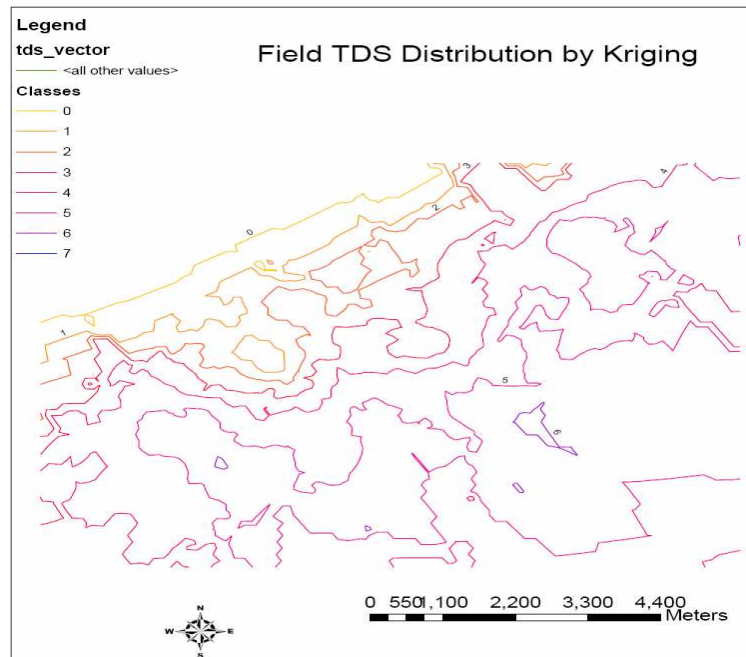 Legend
tds_vector
<all other values>
Classes
0
1
2
3
4
5
6
7
Field TDS Distribution by Kriging
3
4
2
0
1
5
6
N
W E
S
0 550 1,100 2,200 3,300 4,400
Meters